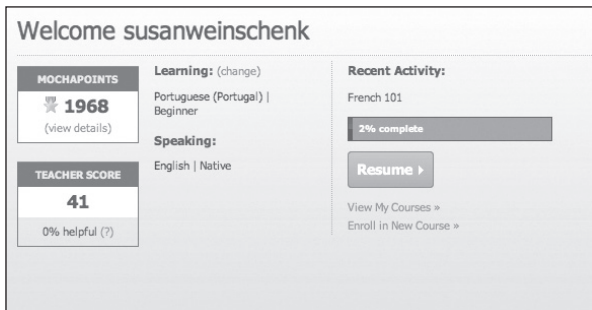 Welcome susanweinschenk
MOCHAPOINTS
1968
(view details)
TEACHER SCORE
41
0% helpful (?)
Learning: (change)
Portuguese (Portugal) |
Beginner
Speaking:
English | Native
Recent Activity:
French 101
2% complete
Resume
View My Courses »
Enroll in New Course »